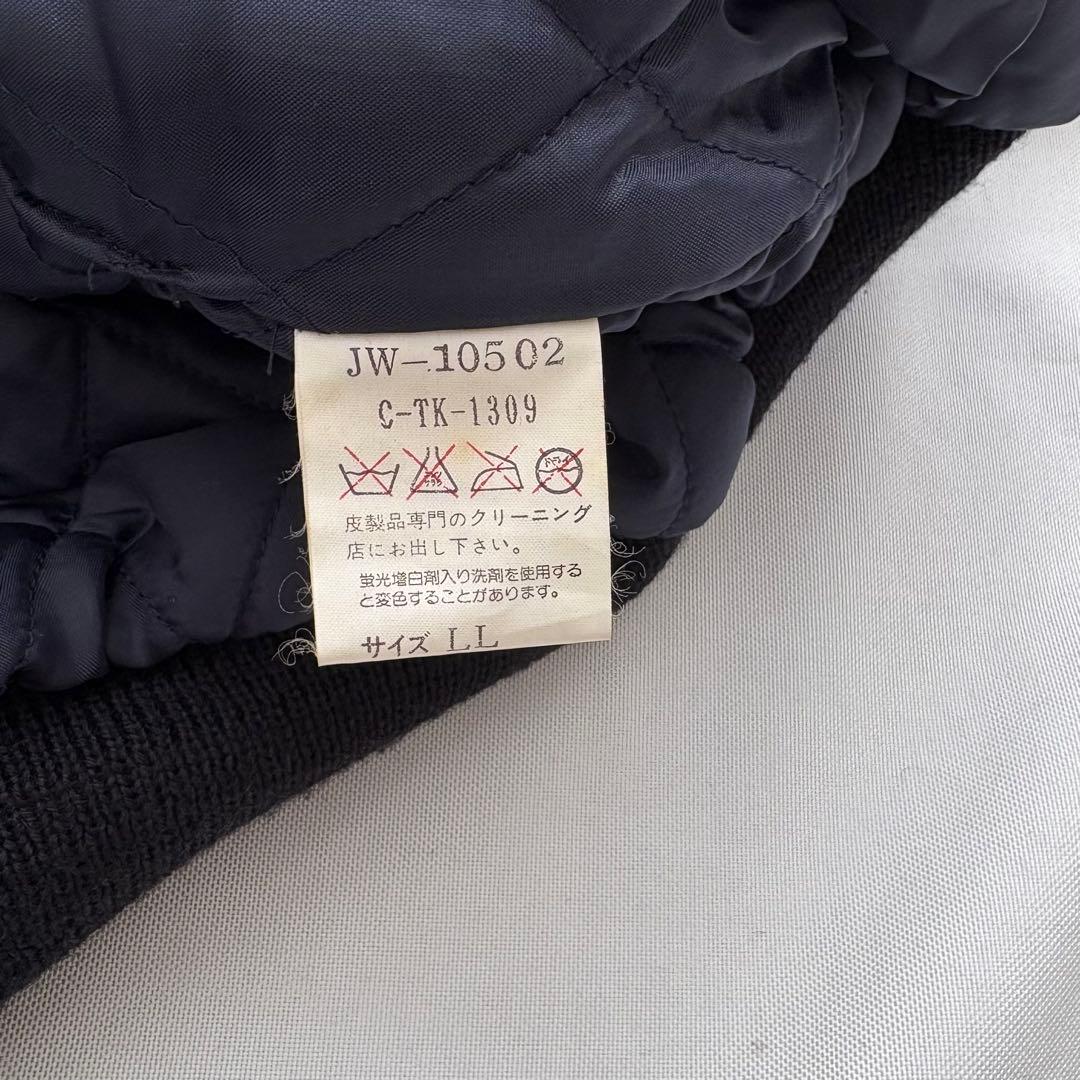 JW-10502
C-TK-1309
皮製品専門のクリーニング
店にお出し下さい。
蛍光増白剤入り洗剤を使用する
と変色することがあります。
サイズ LL